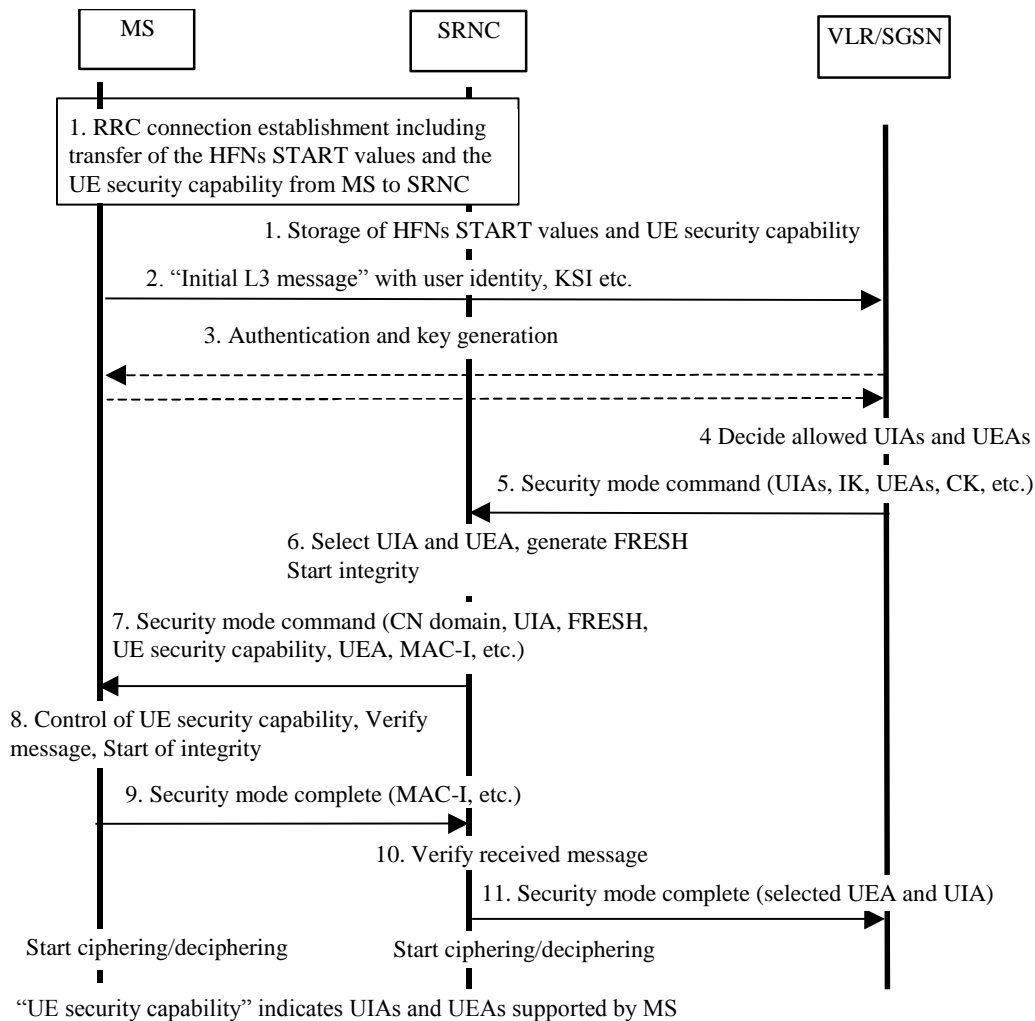 MS
SRNC
VLR/SGSN
1. RRC connection establishment including
transfer of the HFNs START values and the
UE security capability from MS to SRNC
1. Storage of HFNs START values and UE security capability
2. “Initial L3 message” with user identity, KSI etc.
3. Authentication and key generation
4 Decide allowed UIAs and UEAs
5. Security mode command (UIAs, IK, UEAs, CK, etc.)
6. Select UIA and UEA, generate FRESH
Start integrity
7. Security mode command (CN domain, UIA, FRESH,
UE security capability, UEA, MAC-I, etc.)
8. Control of UE security capability, Verify
message, Start of integrity
9. Security mode complete (MAC-I, etc.)
10. Verify received message
11. Security mode complete (selected UEA and UIA)
Start ciphering/deciphering
Start ciphering/deciphering
“UE security capability” indicates UIAs and UEAs supported by MS